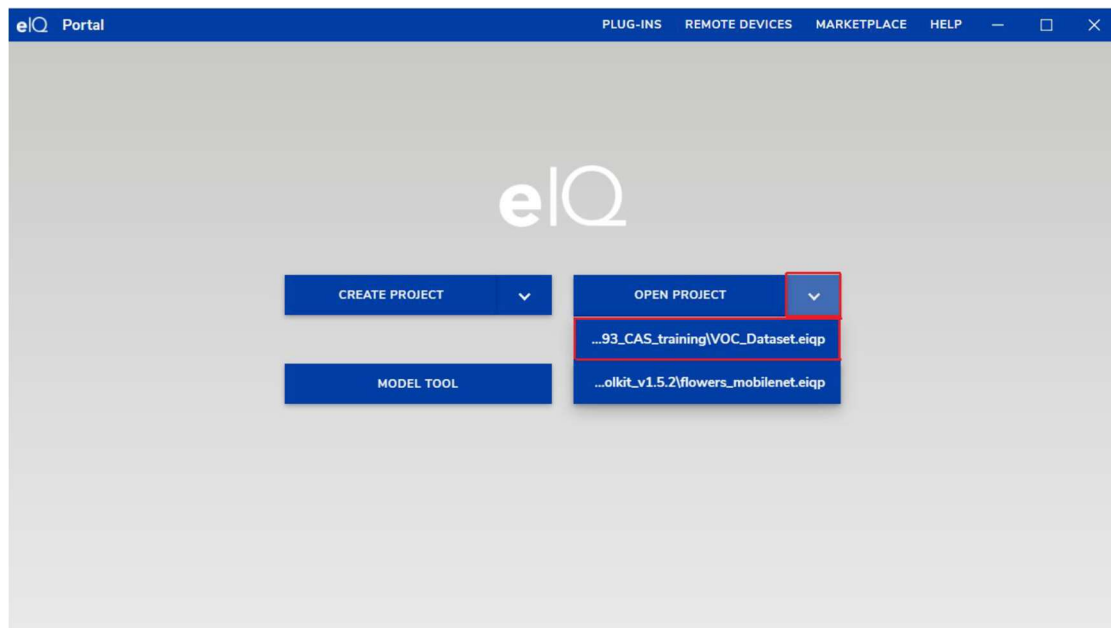 eIQ Portal PLUG-INS REMOTE DEVICES MARKETPLACE HELP
eIQ
CREATE PROJECT
OPEN PROJECT
...93_CAS_training\VOC_Dataset.eiqp
MODEL TOOL
...olkit_v1.5.2\flowers_mobilenet.eiqp